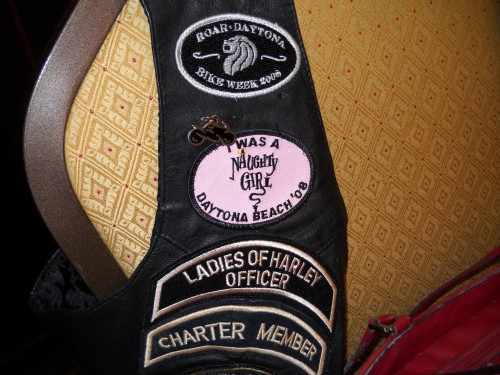 ROAR · DAYTONA
BIKE WEEK 2008
I WAS A
NAUGHTY
GIRL
DAYTONA BEACH '08
LADIES OF HARLEY
OFFICER
CHARTER MEMBER